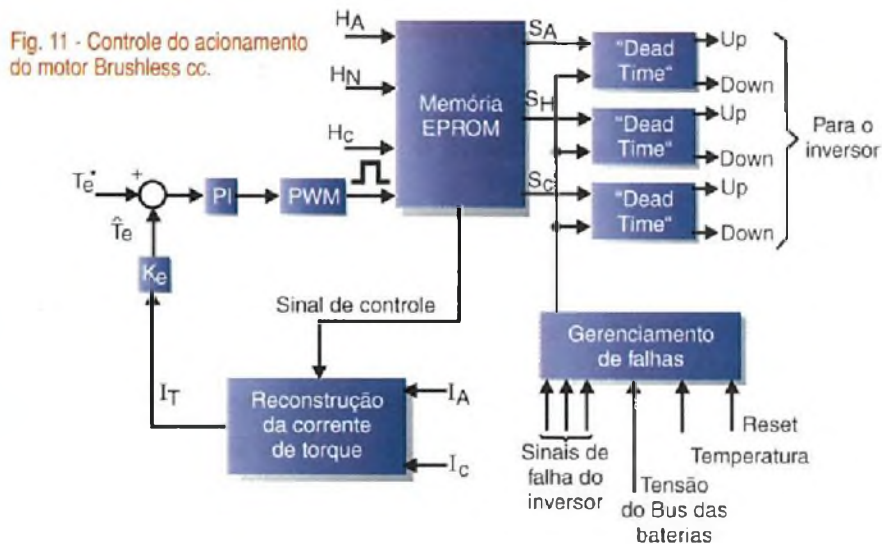 Fig. 11 - Controle do acionamento
do motor Brushless cc.
HA
HN
HC
Te*
+
T̂e
PI
PWM
Ke
Memória
EPROM
SA
SH
SC
"Dead
Time"
Up
Down
"Dead
Time"
Up
Down
"Dead
Time"
Up
Down
Para o
inversor
Sinal de controle
IT
Reconstrução
da corrente
de torque
IA
IC
Gerenciamento
de falhas
Sinais de
falha do
inversor
Tensão
do Bus das
baterias
Temperatura
Reset